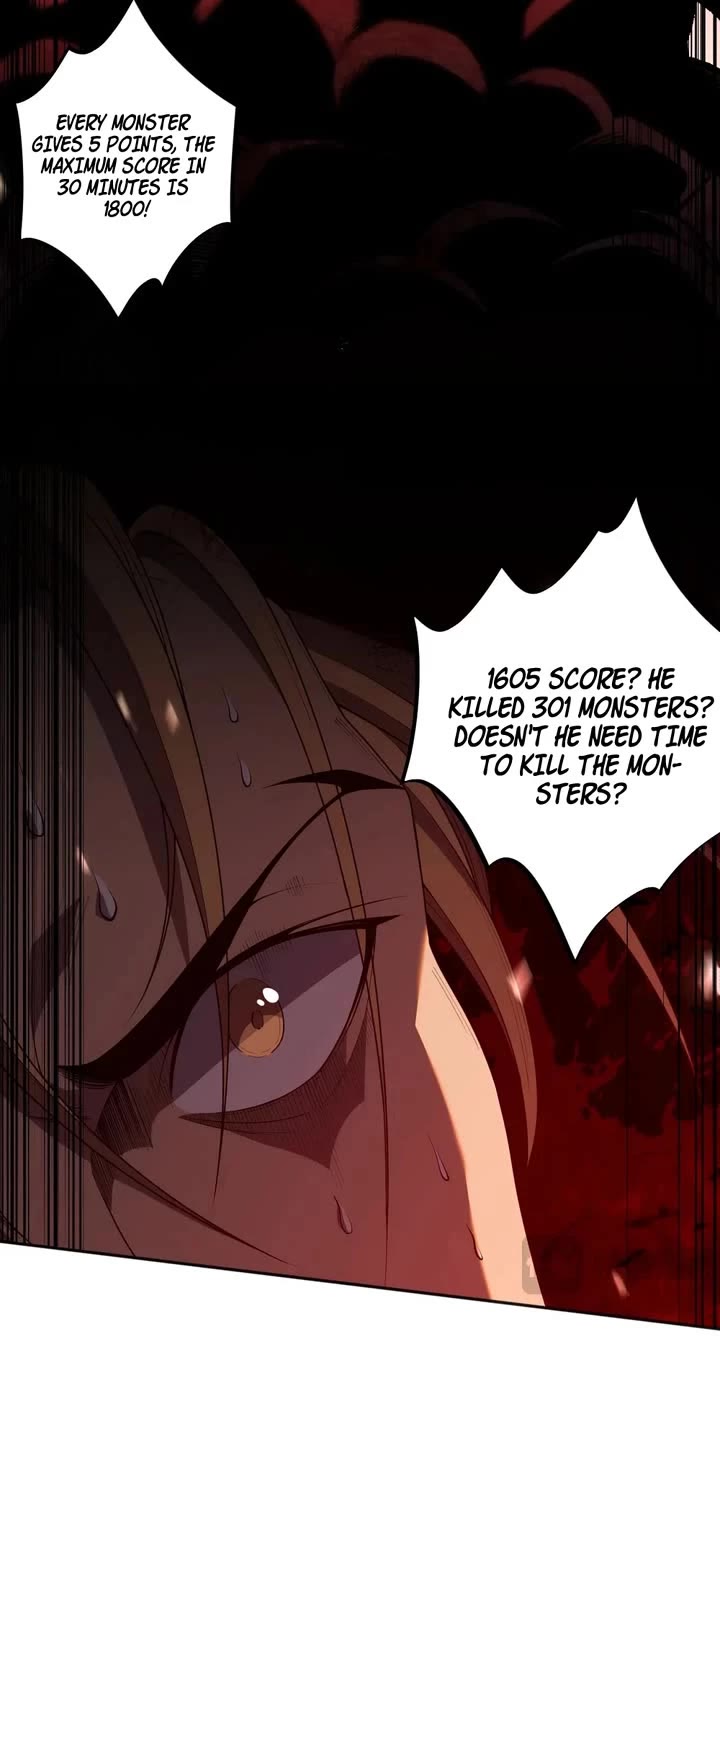 EVERY MONSTER
GIVES 5 POINTS, THE
MAXIMUM SCORE IN
30 MINUTES IS
1800!
1605 SCORE? HE
KILLED 301 MONSTERS?
DOESN'T HE NEED TIME
TO KILL THE MON-
STERS?